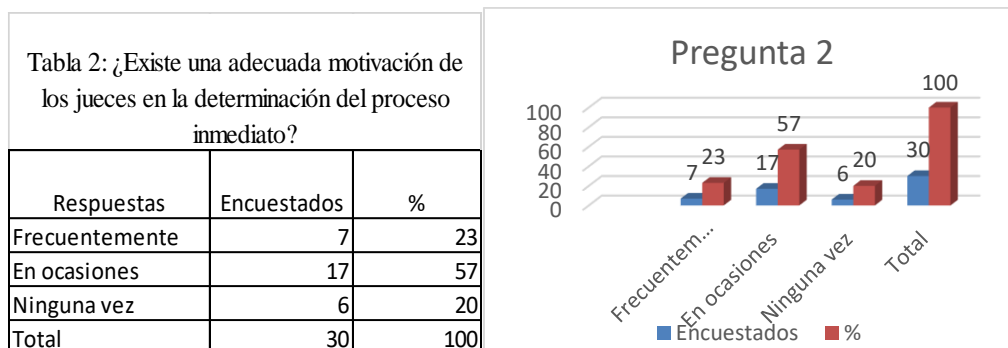 Tabla 2: ¿Existe una adecuada motivación de
los jueces en la determinación del proceso
inmediato?
Respuestas Encuestados %
Frecuentemente 7 23
En ocasiones 17 57
Ninguna vez 6 20
Total 30 100
Pregunta 2
100
80
60
40
20
0
7 23
17 57
6 20
30 100
Frecuentem...
En ocasiones
Ninguna vez
Total
Encuestados %